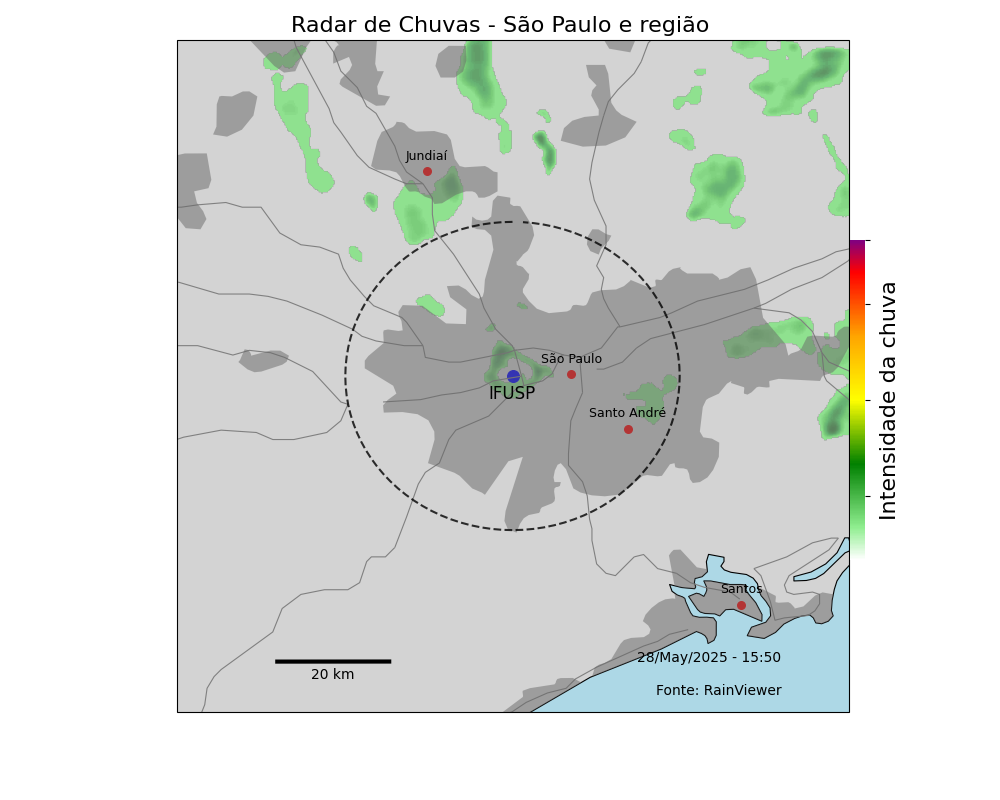 Radar de Chuvas - São Paulo e região
Jundiaí
São Paulo
IFUSP
Santo André
Santos
28/May/2025 - 15:50
20 km
Fonte: RainViewer
Intensidade da chuva